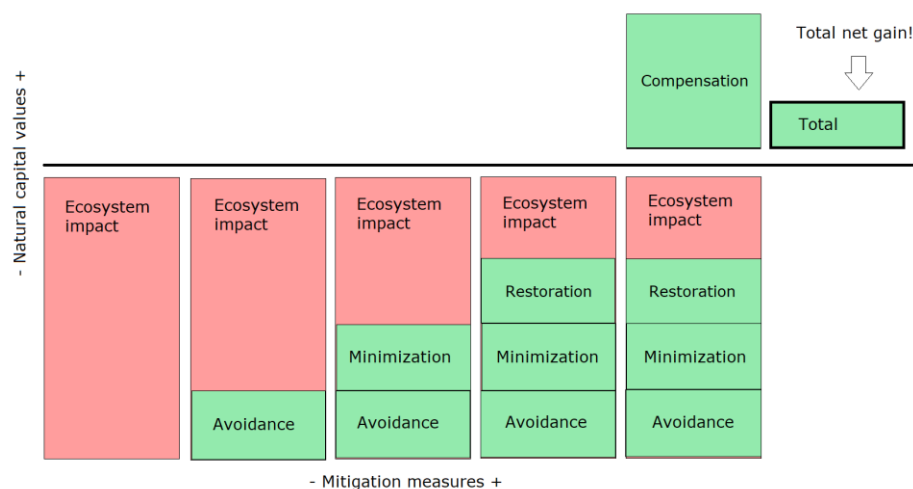 Total net gain!
Compensation
Total
- Natural capital values +
Ecosystem
impact
Ecosystem
impact
Ecosystem
impact
Ecosystem
impact
Ecosystem
impact
Restoration
Restoration
Minimization
Minimization
Minimization
Avoidance
Avoidance
Avoidance
Avoidance
- Mitigation measures +